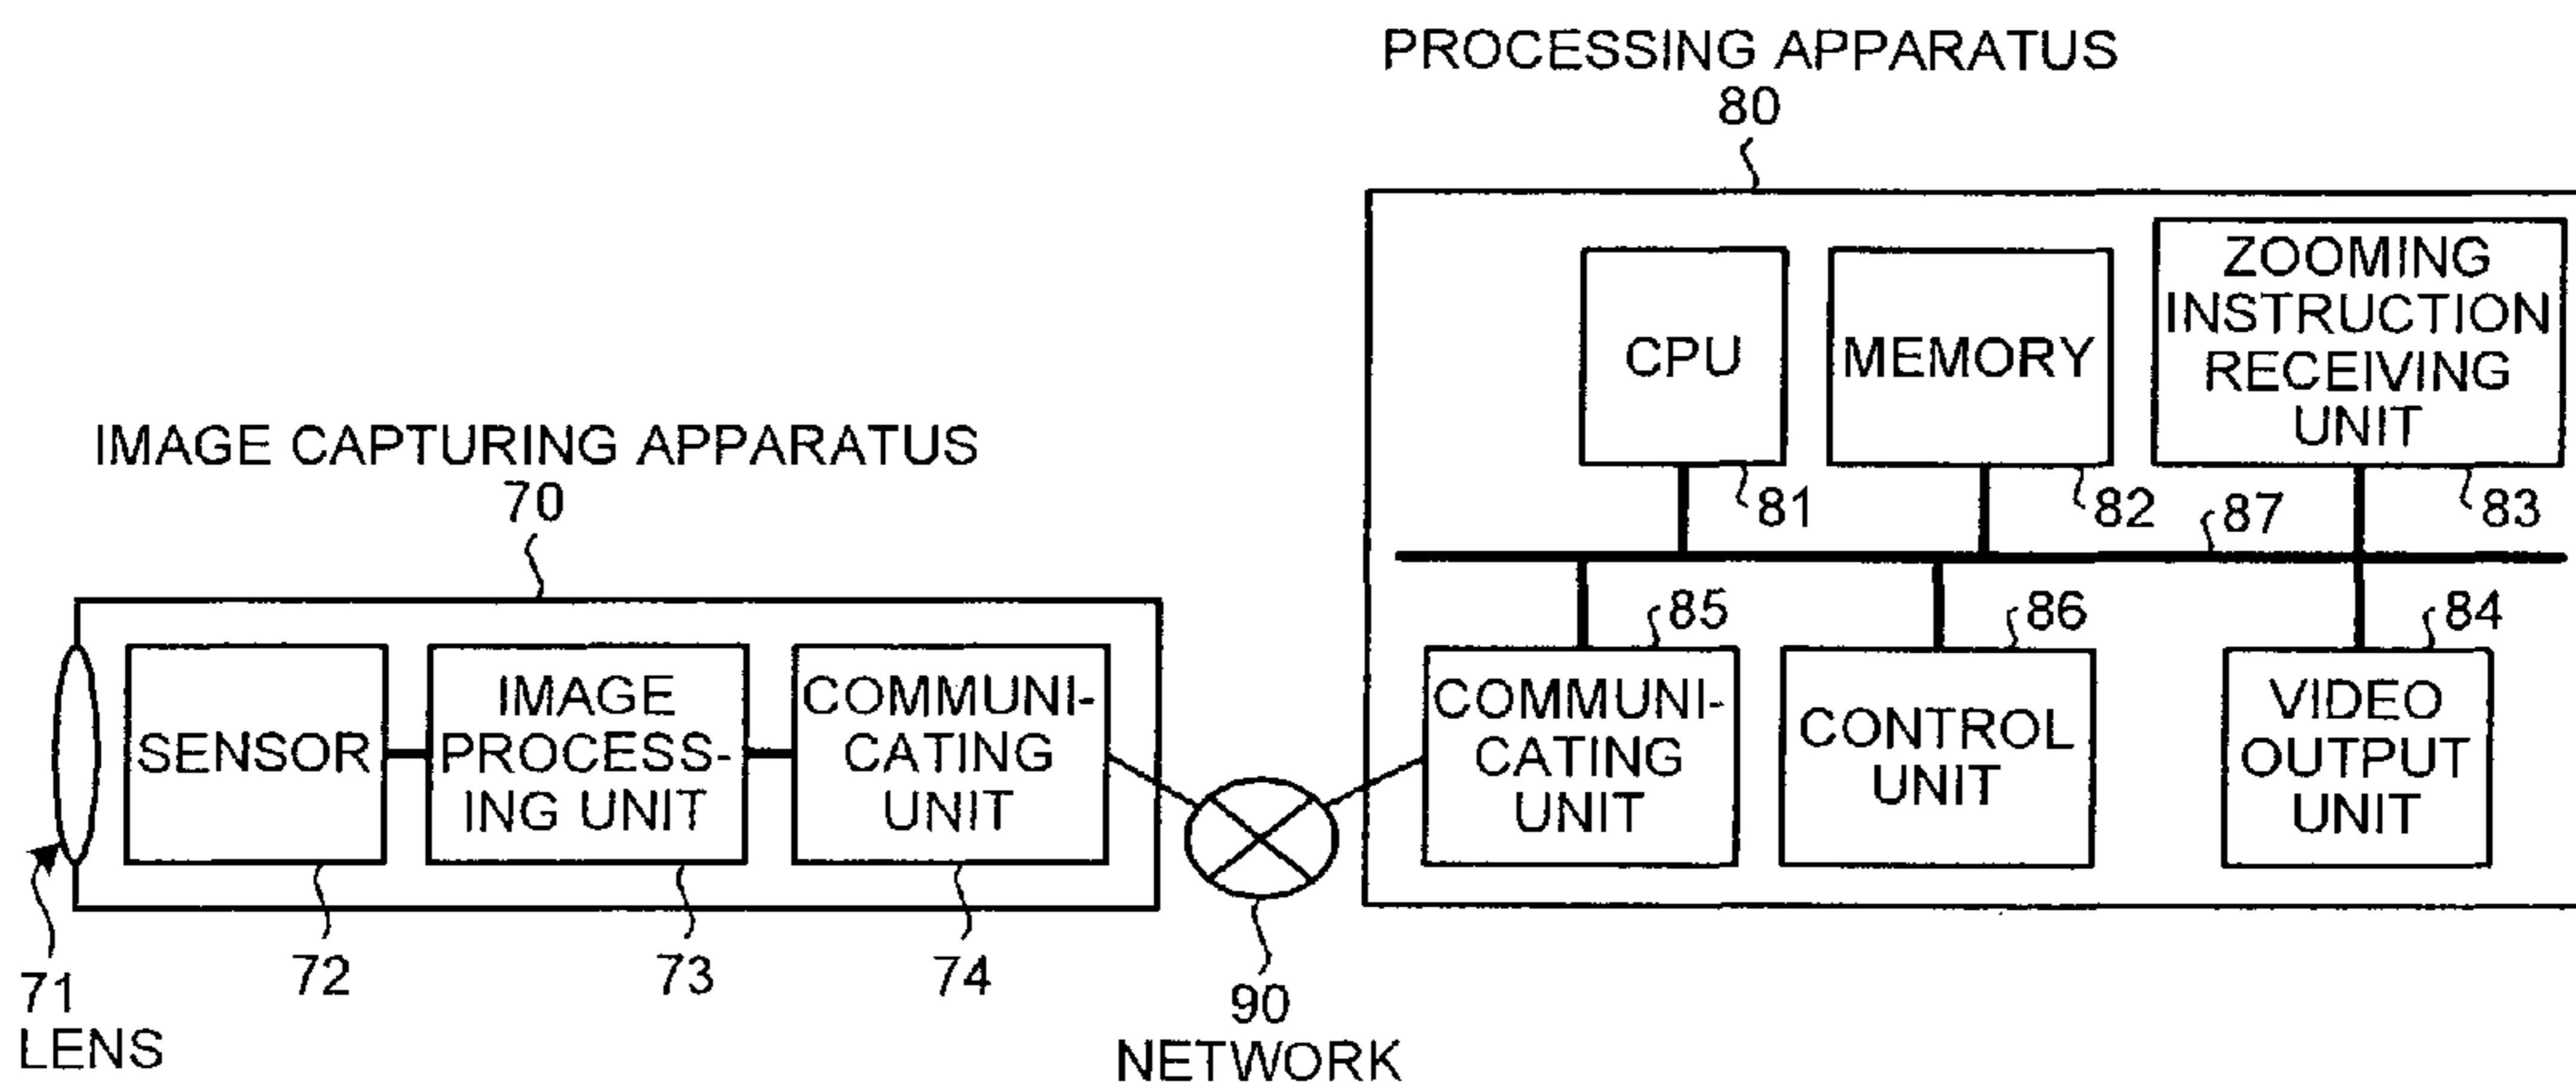 PROCESSING APPARATUS
80
ZOOMING
INSTRUCTION
RECEIVING
UNIT
CPU
MEMORY
81
82
83
87
IMAGE CAPTURING APPARATUS
70
85
86
84
SENSOR
IMAGE
PROCESS-
ING UNIT
COMMUNI-
CATING
UNIT
COMMUNI-
CATING
UNIT
CONTROL
UNIT
VIDEO
OUTPUT
UNIT
71
LENS
72
73
74
90
NETWORK